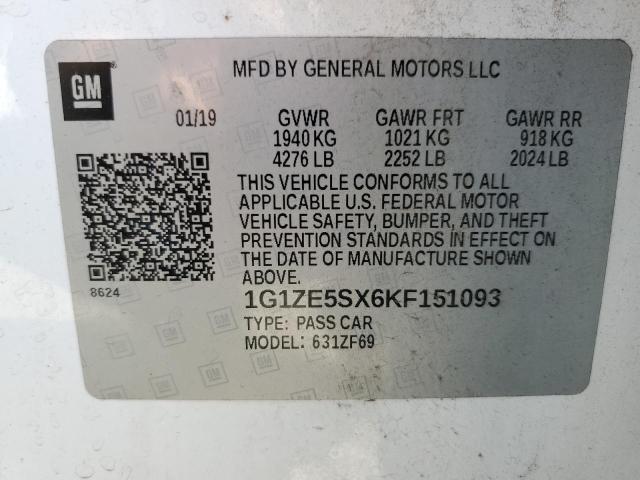 GM
MFD BY GENERAL MOTORS LLC
01/19 GVWR GAWR FRT GAWR RR
1940 KG 1021 KG 918 KG
4276 LB 2252 LB 2024 LB
THIS VEHICLE CONFORMS TO ALL
APPLICABLE U.S. FEDERAL MOTOR
VEHICLE SAFETY, BUMPER, AND THEFT
PREVENTION STANDARDS IN EFFECT ON
THE DATE OF MANUFACTURE SHOWN
ABOVE.
8624
1G1ZE5SX6KF151093
TYPE: PASS CAR
MODEL: 631ZF69